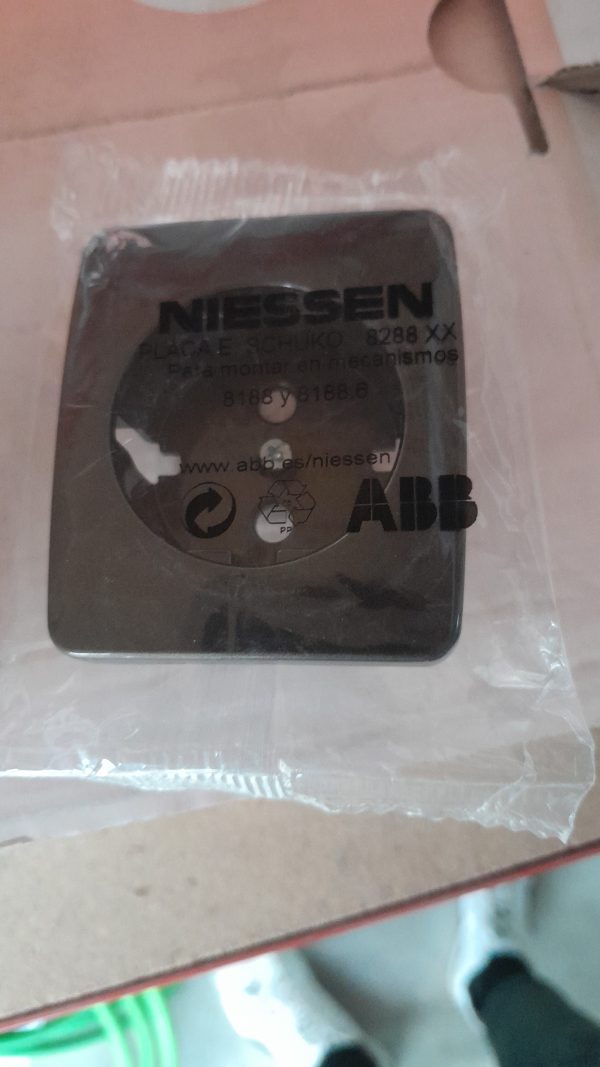 NIESSEN
PLACA E. SCHUKO 8288 XX
Para montar en mecanismos
8188 y 8188.6
www.abb.es/niessen
ABB
PP